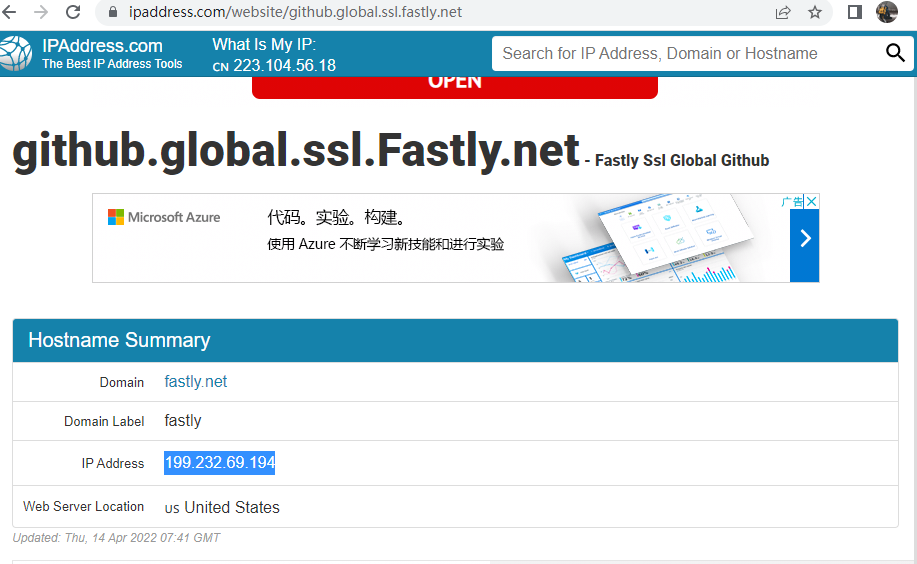 ipaddress.com/website/github.global.ssl.fastly.net
IPAddress.com
The Best IP Address Tools
What Is My IP:
CN 223.104.56.18
Search for IP Address, Domain or Hostname
OPEN
github.global.ssl.Fastly.net - Fastly Ssl Global Github
Microsoft Azure
代码。实验。构建。
使用 Azure 不断学习新技能和进行实验
广告
Hostname Summary
Domain fastly.net
Domain Label fastly
IP Address 199.232.69.194
Web Server Location US United States
Updated: Thu, 14 Apr 2022 07:41 GMT